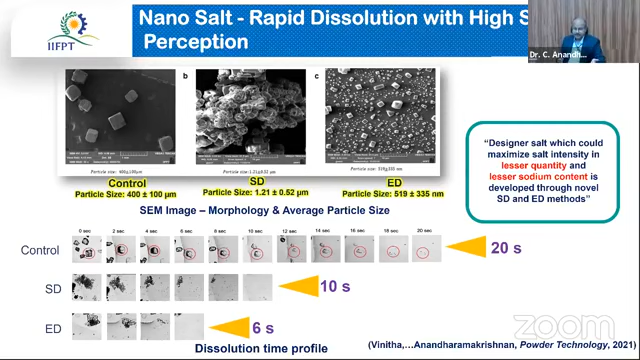 Nano Salt - Rapid Dissolution with High S
Perception
IIFPT
Dr. C. Anandh...
b
c
Particle size: 400±100μm
Particle size: 1.21±0.52 μm
Particle size: 519±335 nm
Control
SD
ED
Particle Size: 400 ± 100 μm
Particle Size: 1.21 ± 0.52 μm
Particle Size: 519 ± 335 nm
SEM Image – Morphology & Average Particle Size
“Designer salt which could
maximize salt intensity in
lesser quantity and
lesser sodium content is
developed through novel
SD and ED methods”
0 sec 2 sec 4 sec 6 sec 8 sec 10 sec 12 sec 14 sec 16 sec 18 sec 20 sec
Control
20 s
SD
10 s
ED
6 s
Dissolution time profile
zoom
(Vinitha,…Anandharamakrishnan, Powder Technology, 2021)